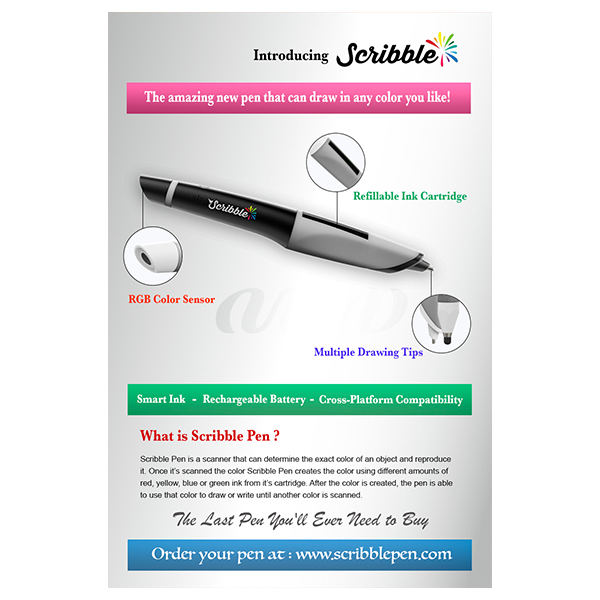 Introducing Scribble
The amazing new pen that can draw in any color you like!
Refillable Ink Cartridge
Scribble
RGB Color Sensor
Multiple Drawing Tips
Smart Ink - Rechargeable Battery - Cross-Platform Compatibility
What is Scribble Pen ?
Scribble Pen is a scanner that can determine the exact color of an object and reproduce
it. Once it's scanned the color Scribble Pen creates the color using different amounts of
red, yellow, blue or green ink from it's cartridge. After the color is created, the pen is able
to use that color to draw or write until another color is scanned.
The Last Pen You'll Ever Need to Buy
Order your pen at : www.scribblepen.com